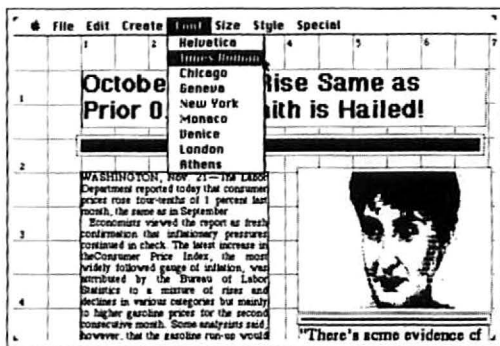 File Edit Create Font Size Style Special
1 2 4 5 6 7
Helvetica
Times Roman
Chicago
Geneva
New York
Monaco
Venice
London
Athens
Octobe Rise Same as
Prior 0. ith is Hailed!
1
2
3
4
WASHINGTON, Nov 21—The Labor
Department reported today that consumer
prices rose four-tenths of 1 percent last
month, the same as in September
Economists viewed the report as fresh
confirmation that inflationary pressures
continued in check. The latest increase in
theConsumer Price Index, the most
widely followed gauge of inflation, was
attributed by the Bureau of Labor
Statistics to a mixture of rises and
declines in various categories but mainly
to higher gasoline prices for the second
consecutive month. Some analysts said,
however, that the gasoline run-up would
"There's some evidence of